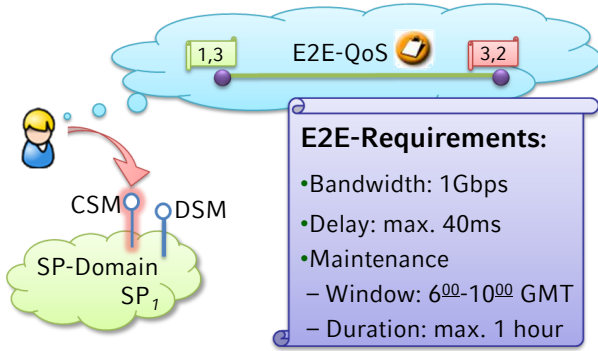 1,3
E2E-QoS
3,2
E2E-Requirements:
•Bandwidth: 1Gbps
•Delay: max. 40ms
•Maintenance
– Window: 6⁰⁰-10⁰⁰ GMT
– Duration: max. 1 hour
CSM
DSM
SP-Domain
SP₁